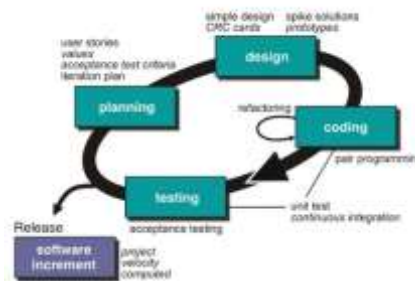 simple design
CRC cards
spike solutions
prototypes
user stories
values
acceptance test criteria
iteration plan
design
planning
refactoring
coding
pair programmin
testing
unit test
continuous integration
acceptance testing
Release
software
increment
project
velocity
computed